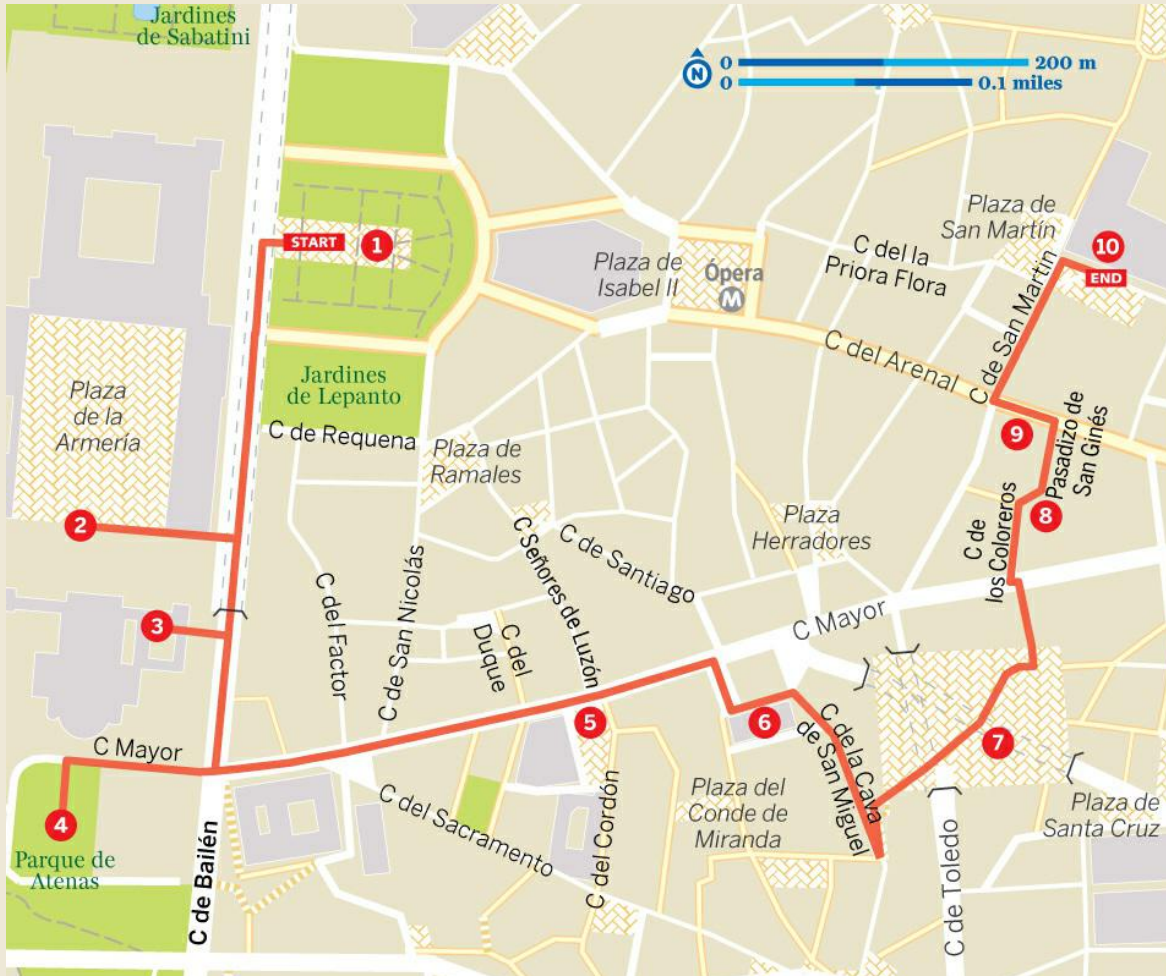 Jardines
de Sabatini
N
0
200 m
0
0.1 miles
START
1
Plaza de
San Martín
10
END
C del la
Priora Flora
Plaza de
Isabel II
Ópera
M
C de San Martín
C del Arenal
Jardines
de Lepanto
Plaza
de la
Armería
C de Requena
Plaza de
Ramales
9
Pasadizo de
San Ginés
8
2
C Señores de Luzón
C de Santiago
Plaza
Herradores
C de
los Coloreros
3
C del Factor
C de San Nicolás
C del
Duque
C Mayor
5
6
7
C Mayor
C de la Cava
de San Miguel
4
Parque de
Atenas
C de Bailén
C del Sacramento
C del Cordón
Plaza del
Conde de
Miranda
C de Toledo
Plaza de
Santa Cruz